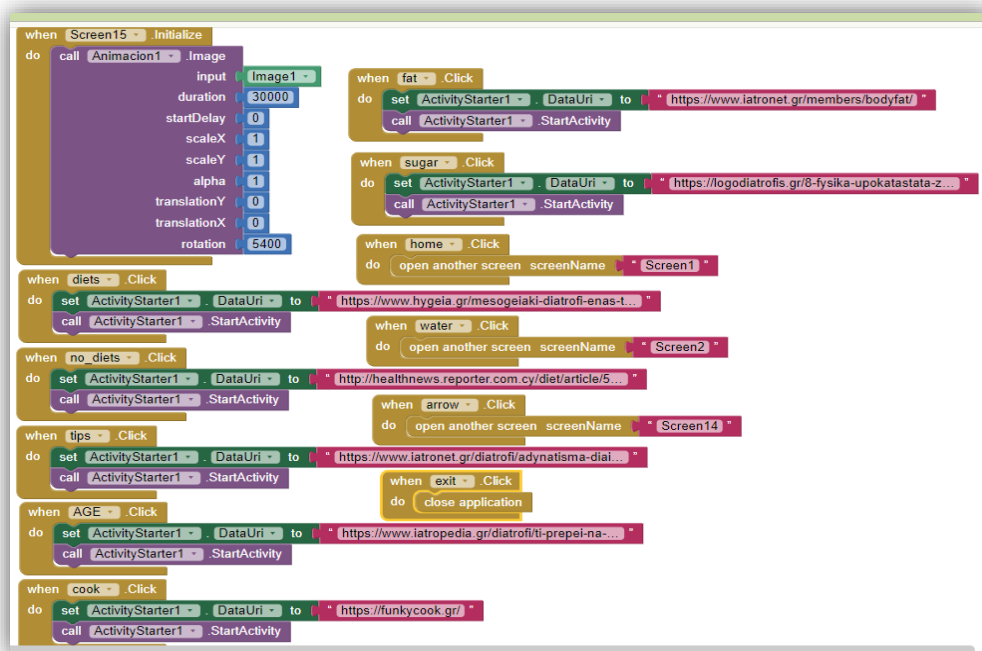 when Screen15 .Initialize
do call Animacion1 .Image
input Image1
duration 30000
startDelay 0
scaleX 1
scaleY 1
alpha 1
translationY 0
translationX 0
rotation 5400
when diets .Click
do set ActivityStarter1 . DataUri to " https://www.hygeia.gr/mesogeiaki-diatrofi-enas-t... "
call ActivityStarter1 .StartActivity
when no_diets .Click
do set ActivityStarter1 . DataUri to " http://healthnews.reporter.com.cy/diet/article/5... "
call ActivityStarter1 .StartActivity
when tips .Click
do set ActivityStarter1 . DataUri to " https://www.iatronet.gr/diatrofi/adynatisma-diai... "
call ActivityStarter1 .StartActivity
when AGE .Click
do set ActivityStarter1 . DataUri to " https://www.iatropedia.gr/diatrofi/ti-prepei-na-... "
call ActivityStarter1 .StartActivity
when cook .Click
do set ActivityStarter1 . DataUri to " https://funkycook.gr/ "
call ActivityStarter1 .StartActivity
when fat .Click
do set ActivityStarter1 . DataUri to " https://www.iatronet.gr/members/bodyfat/ "
call ActivityStarter1 .StartActivity
when sugar .Click
do set ActivityStarter1 . DataUri to " https://logodiatrofis.gr/8-fysika-upokatastata-z... "
call ActivityStarter1 .StartActivity
when home .Click
do open another screen screenName " Screen1 "
when water .Click
do open another screen screenName " Screen2 "
when arrow .Click
do open another screen screenName " Screen14 "
when exit .Click
do close application